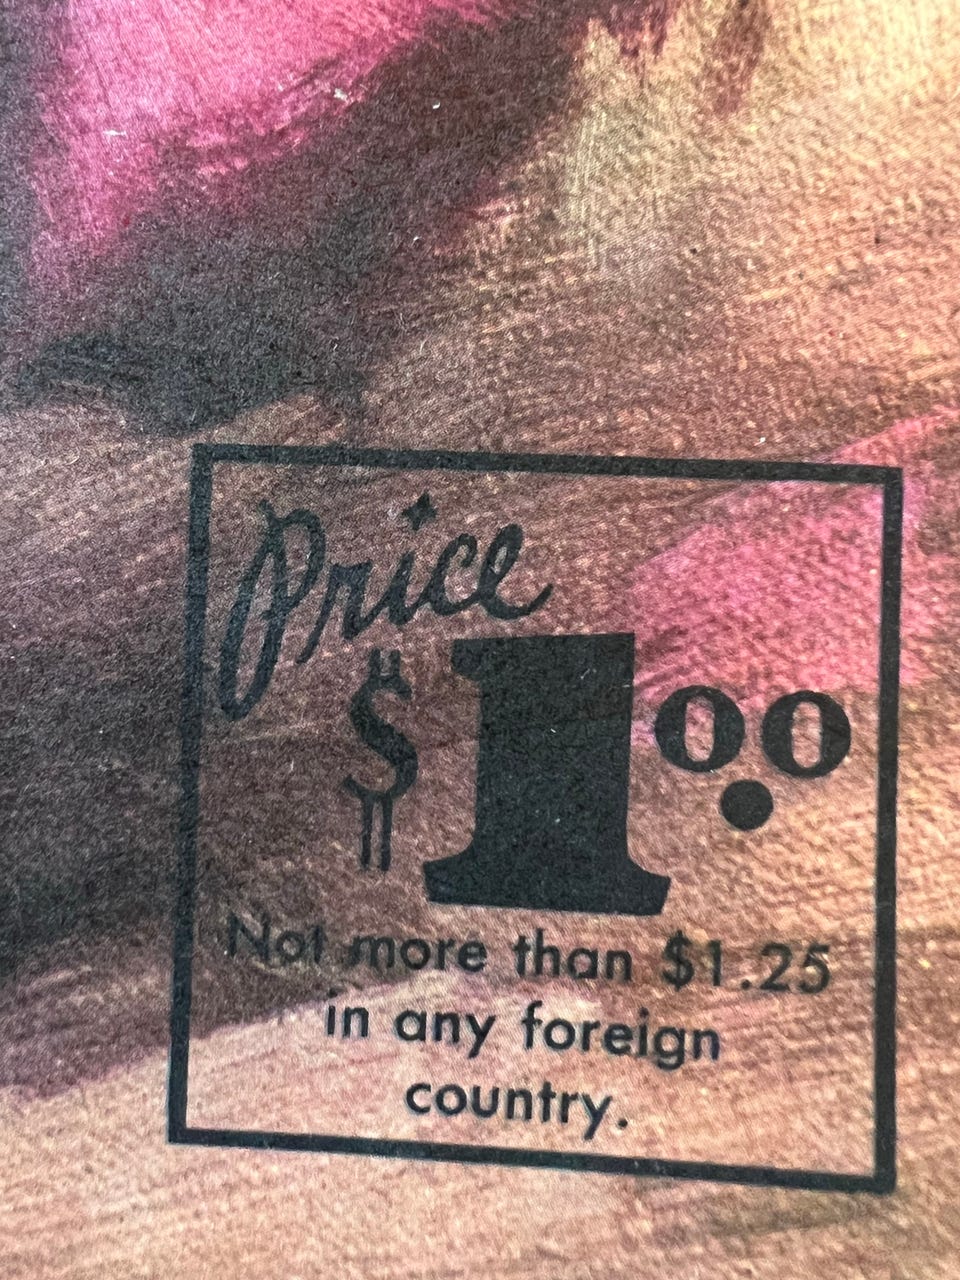 Price
$1.00
Not more than $1.25
in any foreign
country.